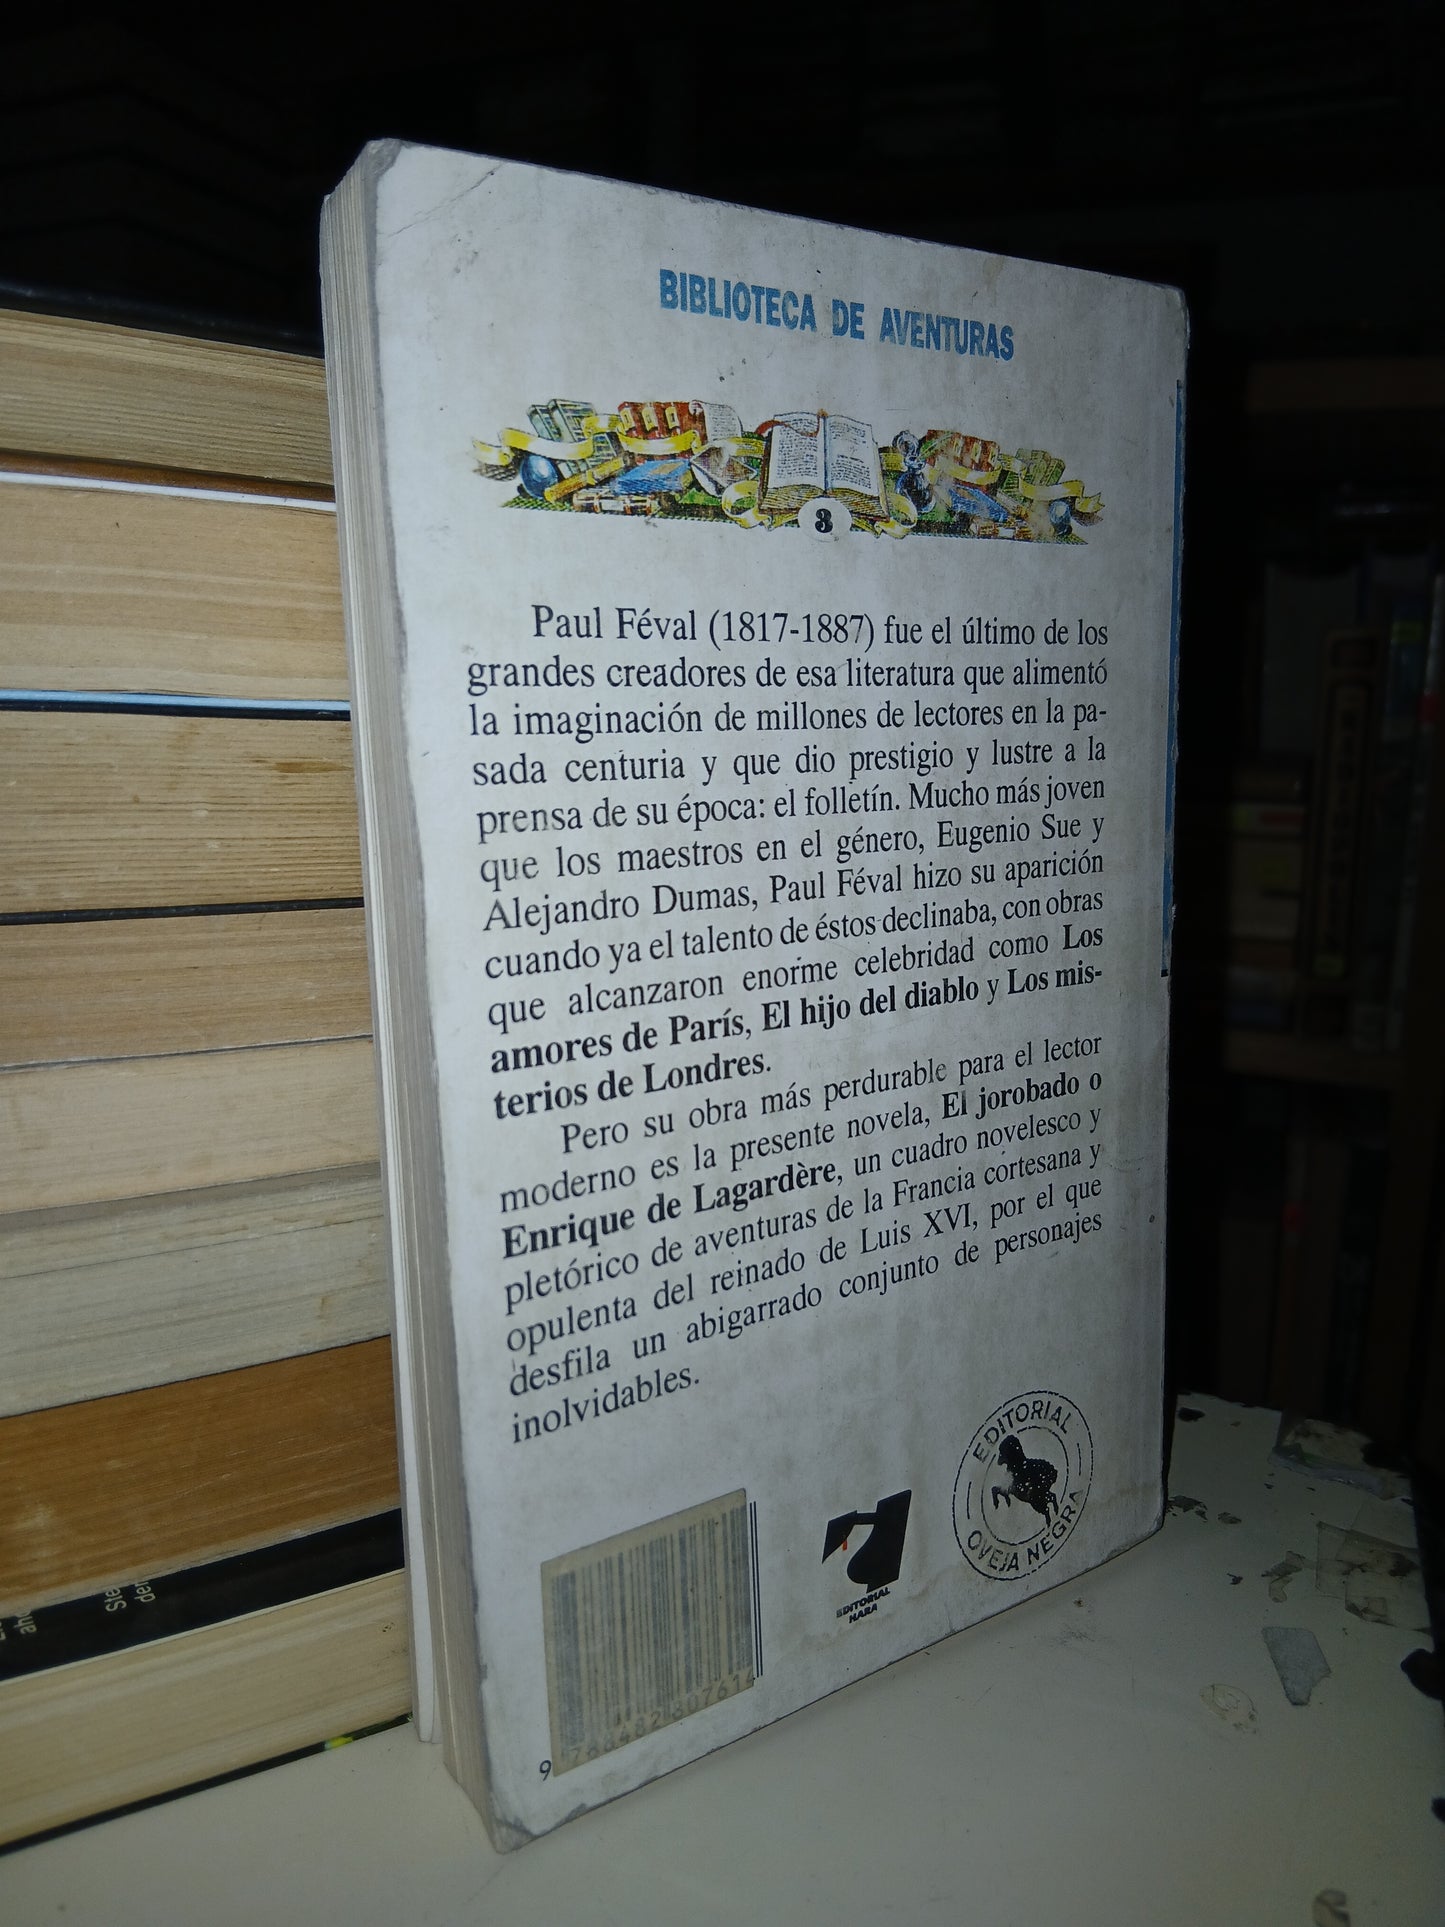 BIBLIOTECA DE AVENTURAS
3
Paul Féval (1817-1887) fue el último de los
grandes creadores de esa literatura que alimentó
la imaginación de millones de lectores en la pa-
sada centuria y que dio prestigio y lustre a la
prensa de su época: el folletín. Mucho más joven
que los maestros en el género, Eugenio Sue y
Alejandro Dumas, Paul Féval hizo su aparición
cuando ya el talento de éstos declinaba, con obras
que alcanzaron enorme celebridad como Los
amores de París, El hijo del diablo y Los mis-
terios de Londres.
Pero su obra más perdurable para el lector
moderno es la presente novela, El jorobado o
Enrique de Lagardère, un cuadro novelesco y
pletórico de aventuras de la Francia cortesana y
opulenta del reinado de Luis XVI, por el que
desfila un abigarrado conjunto de personajes
inolvidables.
EDITORIAL
OVEJA NEGRA
EDITORIAL
HARA
9 788482 807614
Ste
der